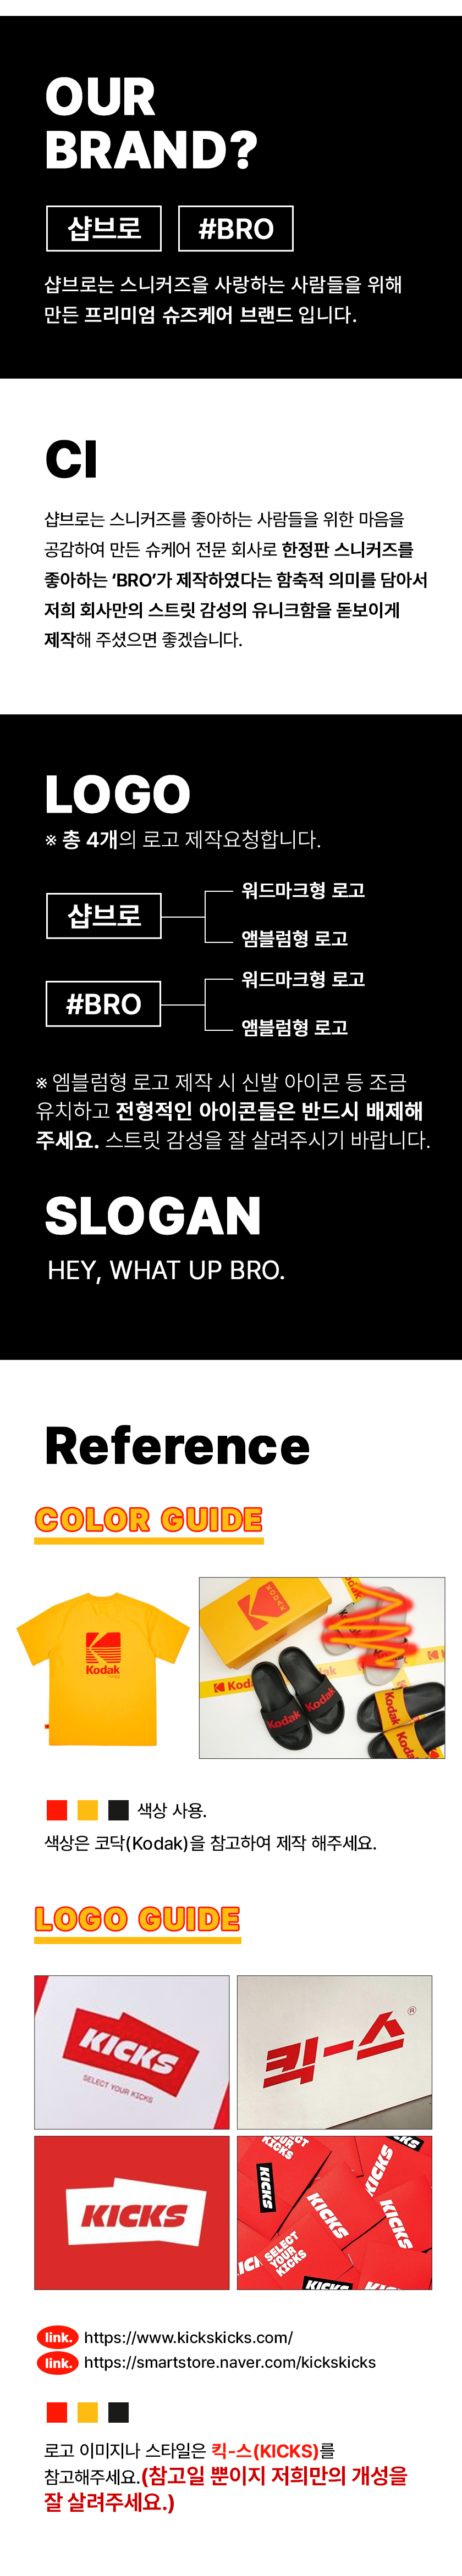 OUR
BRAND?
샵브로 #BRO
샵브로는 스니커즈을 사랑하는 사람들을 위해
만든 프리미엄 슈즈케어 브랜드 입니다.
CI
샵브로는 스니커즈를 좋아하는 사람들을 위한 마음을
공감하여 만든 슈케어 전문 회사로 한정판 스니커즈를
좋아하는 ‘BRO’가 제작하였다는 함축적 의미를 담아서
저희 회사만의 스트릿 감성의 유니크함을 돋보이게
제작해 주셨으면 좋겠습니다.
LOGO
※ 총 4개의 로고 제작요청합니다.
샵브로
워드마크형 로고
앰블럼형 로고
#BRO
워드마크형 로고
앰블럼형 로고
※ 엠블럼형 로고 제작 시 신발 아이콘 등 조금
유치하고 전형적인 아이콘들은 반드시 배제해
주세요. 스트릿 감성을 잘 살려주시기 바랍니다.
SLOGAN
HEY, WHAT UP BRO.
Reference
COLOR GUIDE
Kodak
KODAK
Kodak
Kodak
Kodak
Kodak
색상 사용.
색상은 코닥(Kodak)을 참고하여 제작 해주세요.
LOGO GUIDE
KICKS
SELECT YOUR KICKS
킥-스®
KICKS
SELECT
YOUR
KICKS
KICKS
KICKS
KICKS
KICKS
SELECT
YOUR
KICKS
KICKS
link. https://www.kickskicks.com/
link. https://smartstore.naver.com/kickskicks
로고 이미지나 스타일은 킥-스(KICKS)를
참고해주세요.(참고일 뿐이지 저희만의 개성을
잘 살려주세요.)